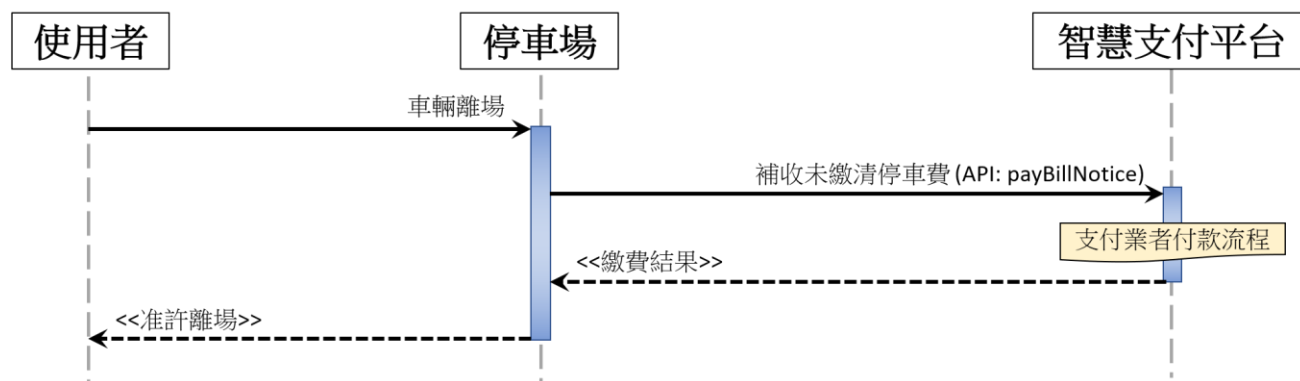 使用者
停車場
智慧支付平台
車輛離場
補收未繳清停車費 (API: payBillNotice)
支付業者付款流程
<<繳費結果>>
<<准許離場>>